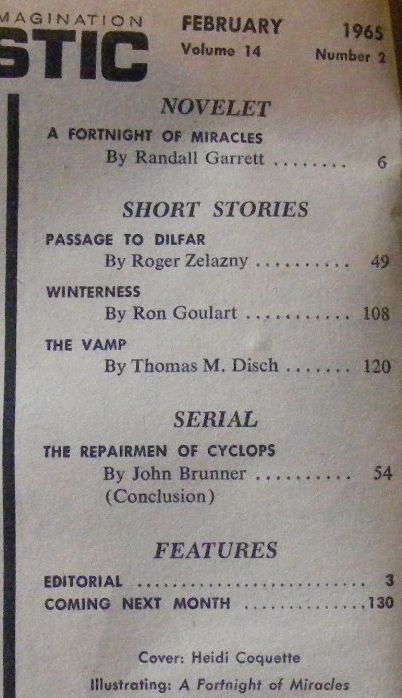 MAGINATION
STIC
FEBRUARY 1965
Volume 14 Number 2
NOVELET
A FORTNIGHT OF MIRACLES
By Randall Garrett ........ 6
SHORT STORIES
PASSAGE TO DILFAR
By Roger Zelazny .......... 49
WINTERNESS
By Ron Goulart ........... 108
THE VAMP
By Thomas M. Disch ....... 120
SERIAL
THE REPAIRMEN OF CYCLOPS
By John Brunner .......... 54
(Conclusion)
FEATURES
EDITORIAL .......................... 3
COMING NEXT MONTH ..............130
Cover: Heidi Coquette
Illustrating: A Fortnight of Miracles